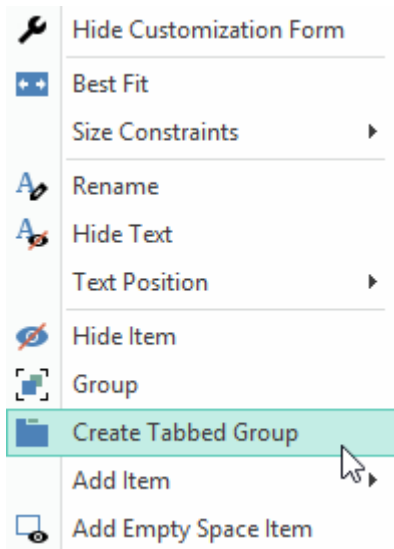 Hide Customization Form
Best Fit
Size Constraints
Rename
Hide Text
Text Position
Hide Item
Group
Create Tabbed Group
Add Item
Add Empty Space Item